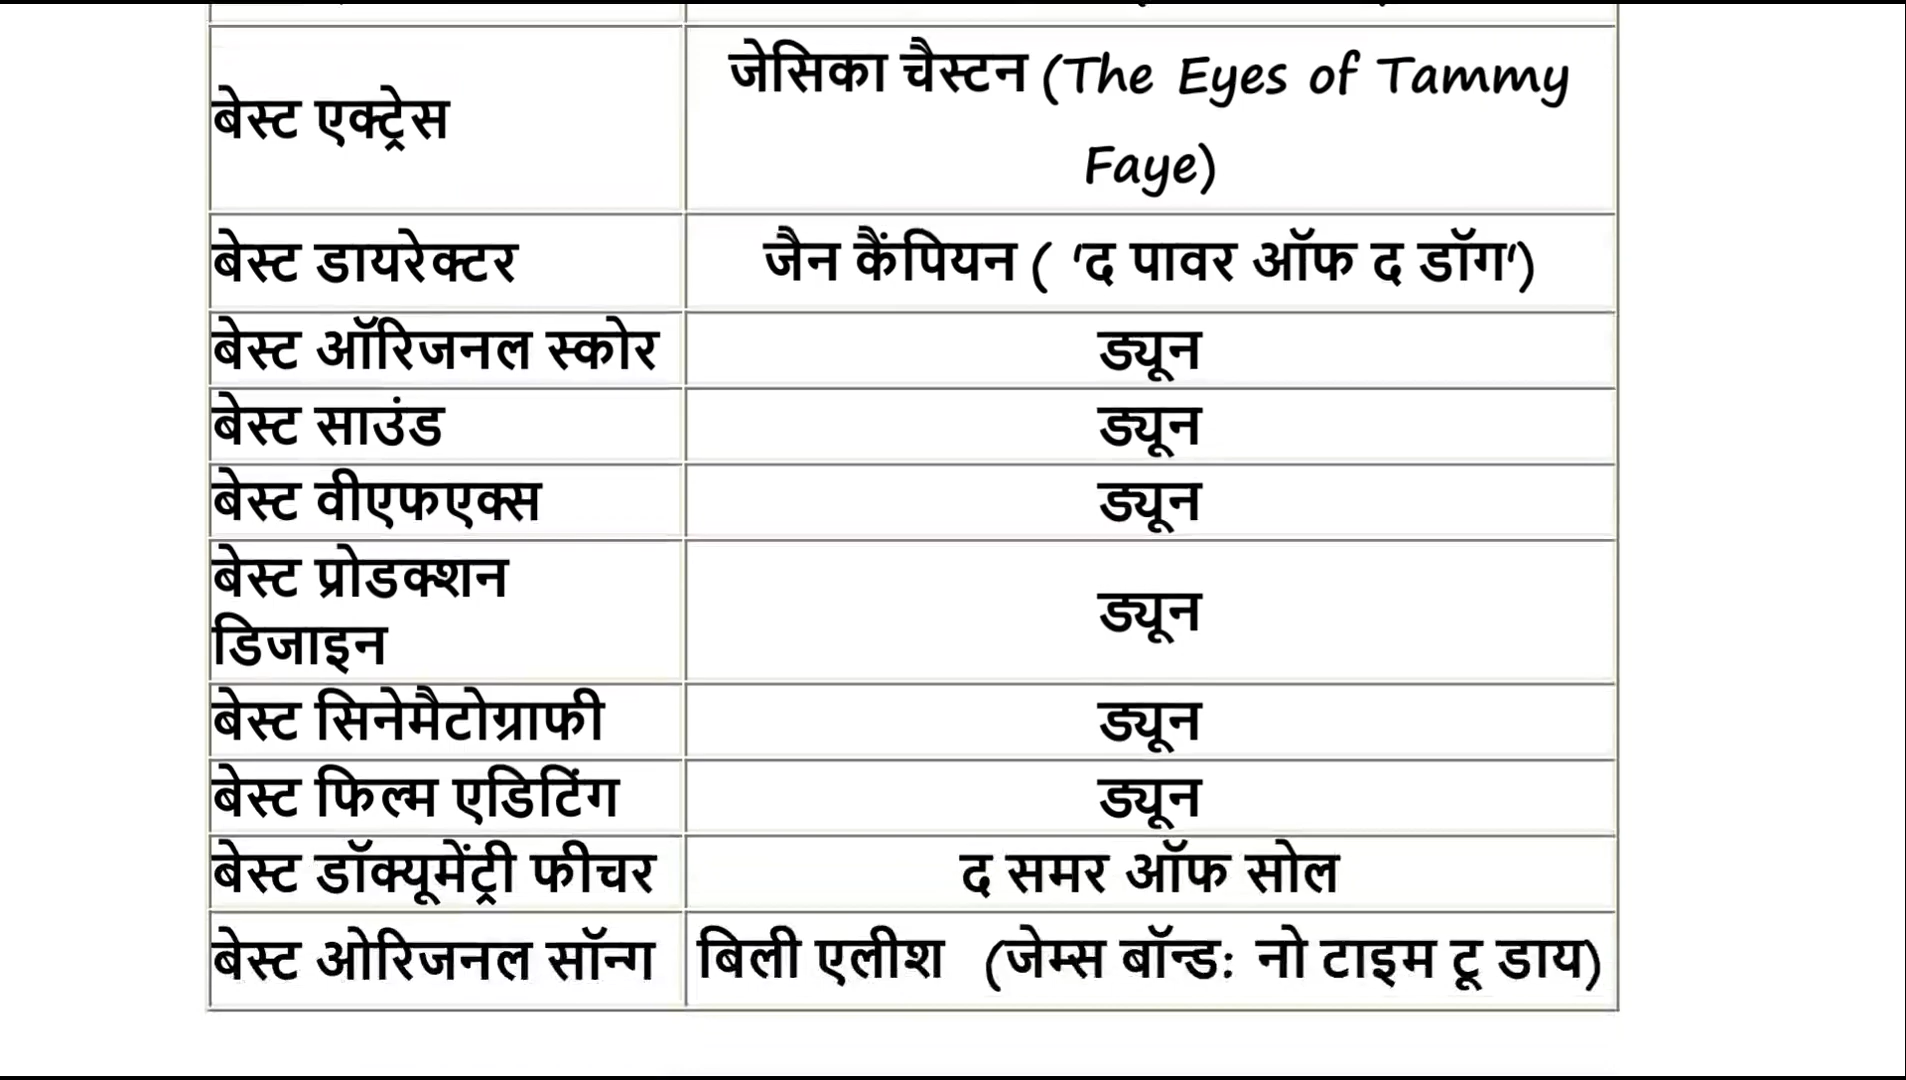 बेस्ट एक्ट्रेस
जेसिका चैस्टन (The Eyes of Tammy
Faye)
बेस्ट डायरेक्टर
जैन कैंपियन ( 'द पावर ऑफ द डॉग')
बेस्ट ऑरिजनल स्कोर
ड्यून
बेस्ट साउंड
ड्यून
बेस्ट वीएफएक्स
ड्यून
बेस्ट प्रोडक्शन
डिजाइन
ड्यून
बेस्ट सिनेमैटोग्राफी
ड्यून
बेस्ट फिल्म एडिटिंग
ड्यून
बेस्ट डॉक्यूमेंट्री फीचर
द समर ऑफ सोल
बेस्ट ओरिजनल सॉन्ग
बिली एलीश (जेम्स बॉन्ड: नो टाइम टू डाय)